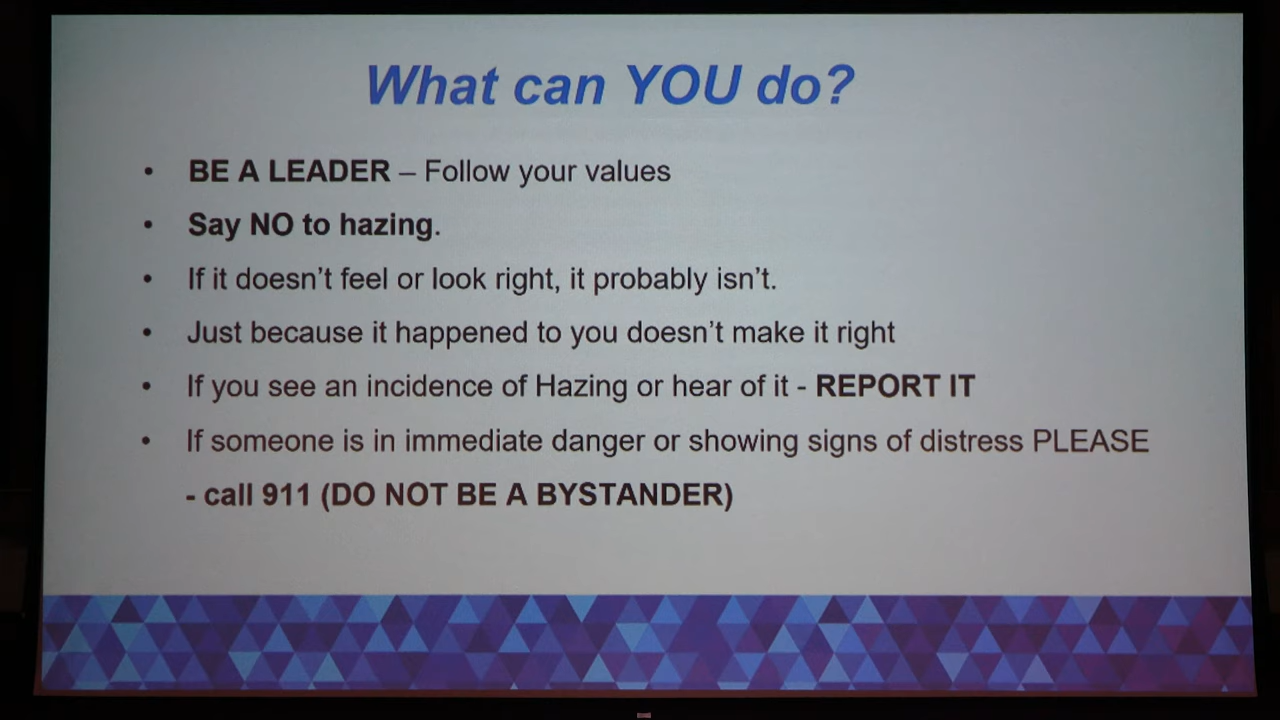 What can YOU do?
• BE A LEADER – Follow your values
• Say NO to hazing.
• If it doesn't feel or look right, it probably isn't.
• Just because it happened to you doesn't make it right
• If you see an incidence of Hazing or hear of it - REPORT IT
• If someone is in immediate danger or showing signs of distress PLEASE
- call 911 (DO NOT BE A BYSTANDER)